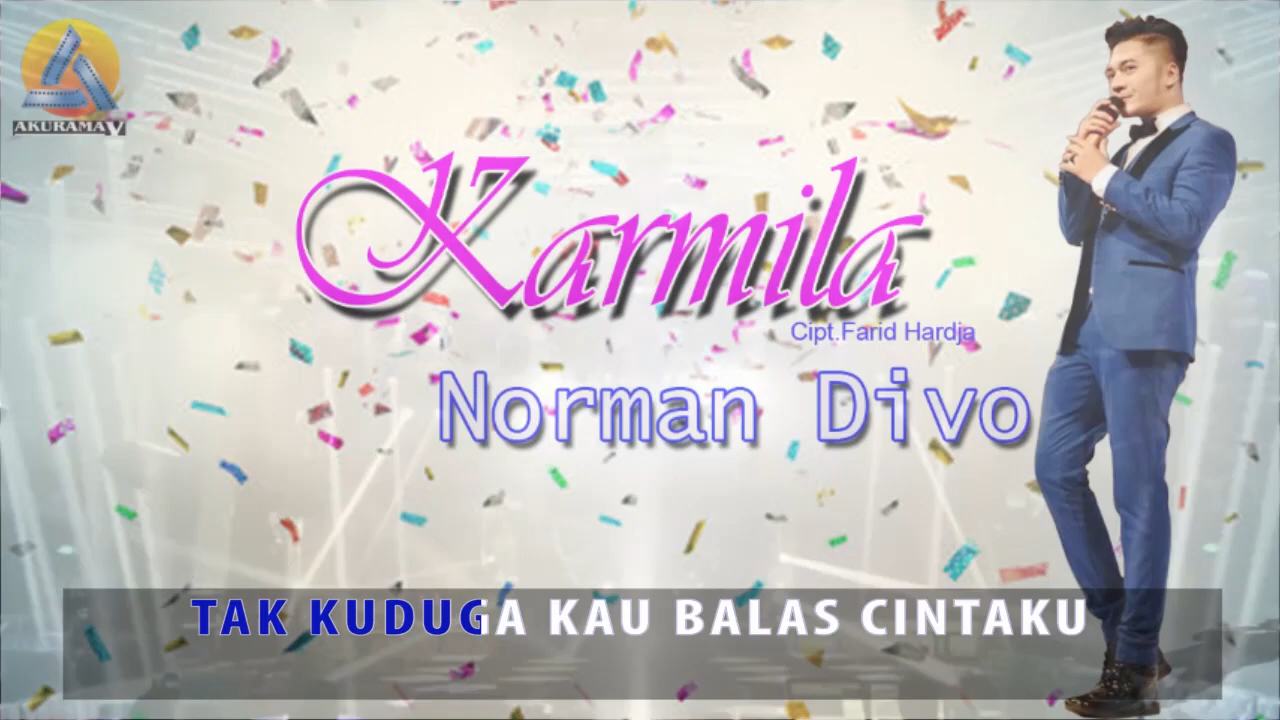 AKURAMA V
Karmila
Cipt.Farid Hardja
Norman Divo
TAK KUDUGA KAU BALAS CINTAKU